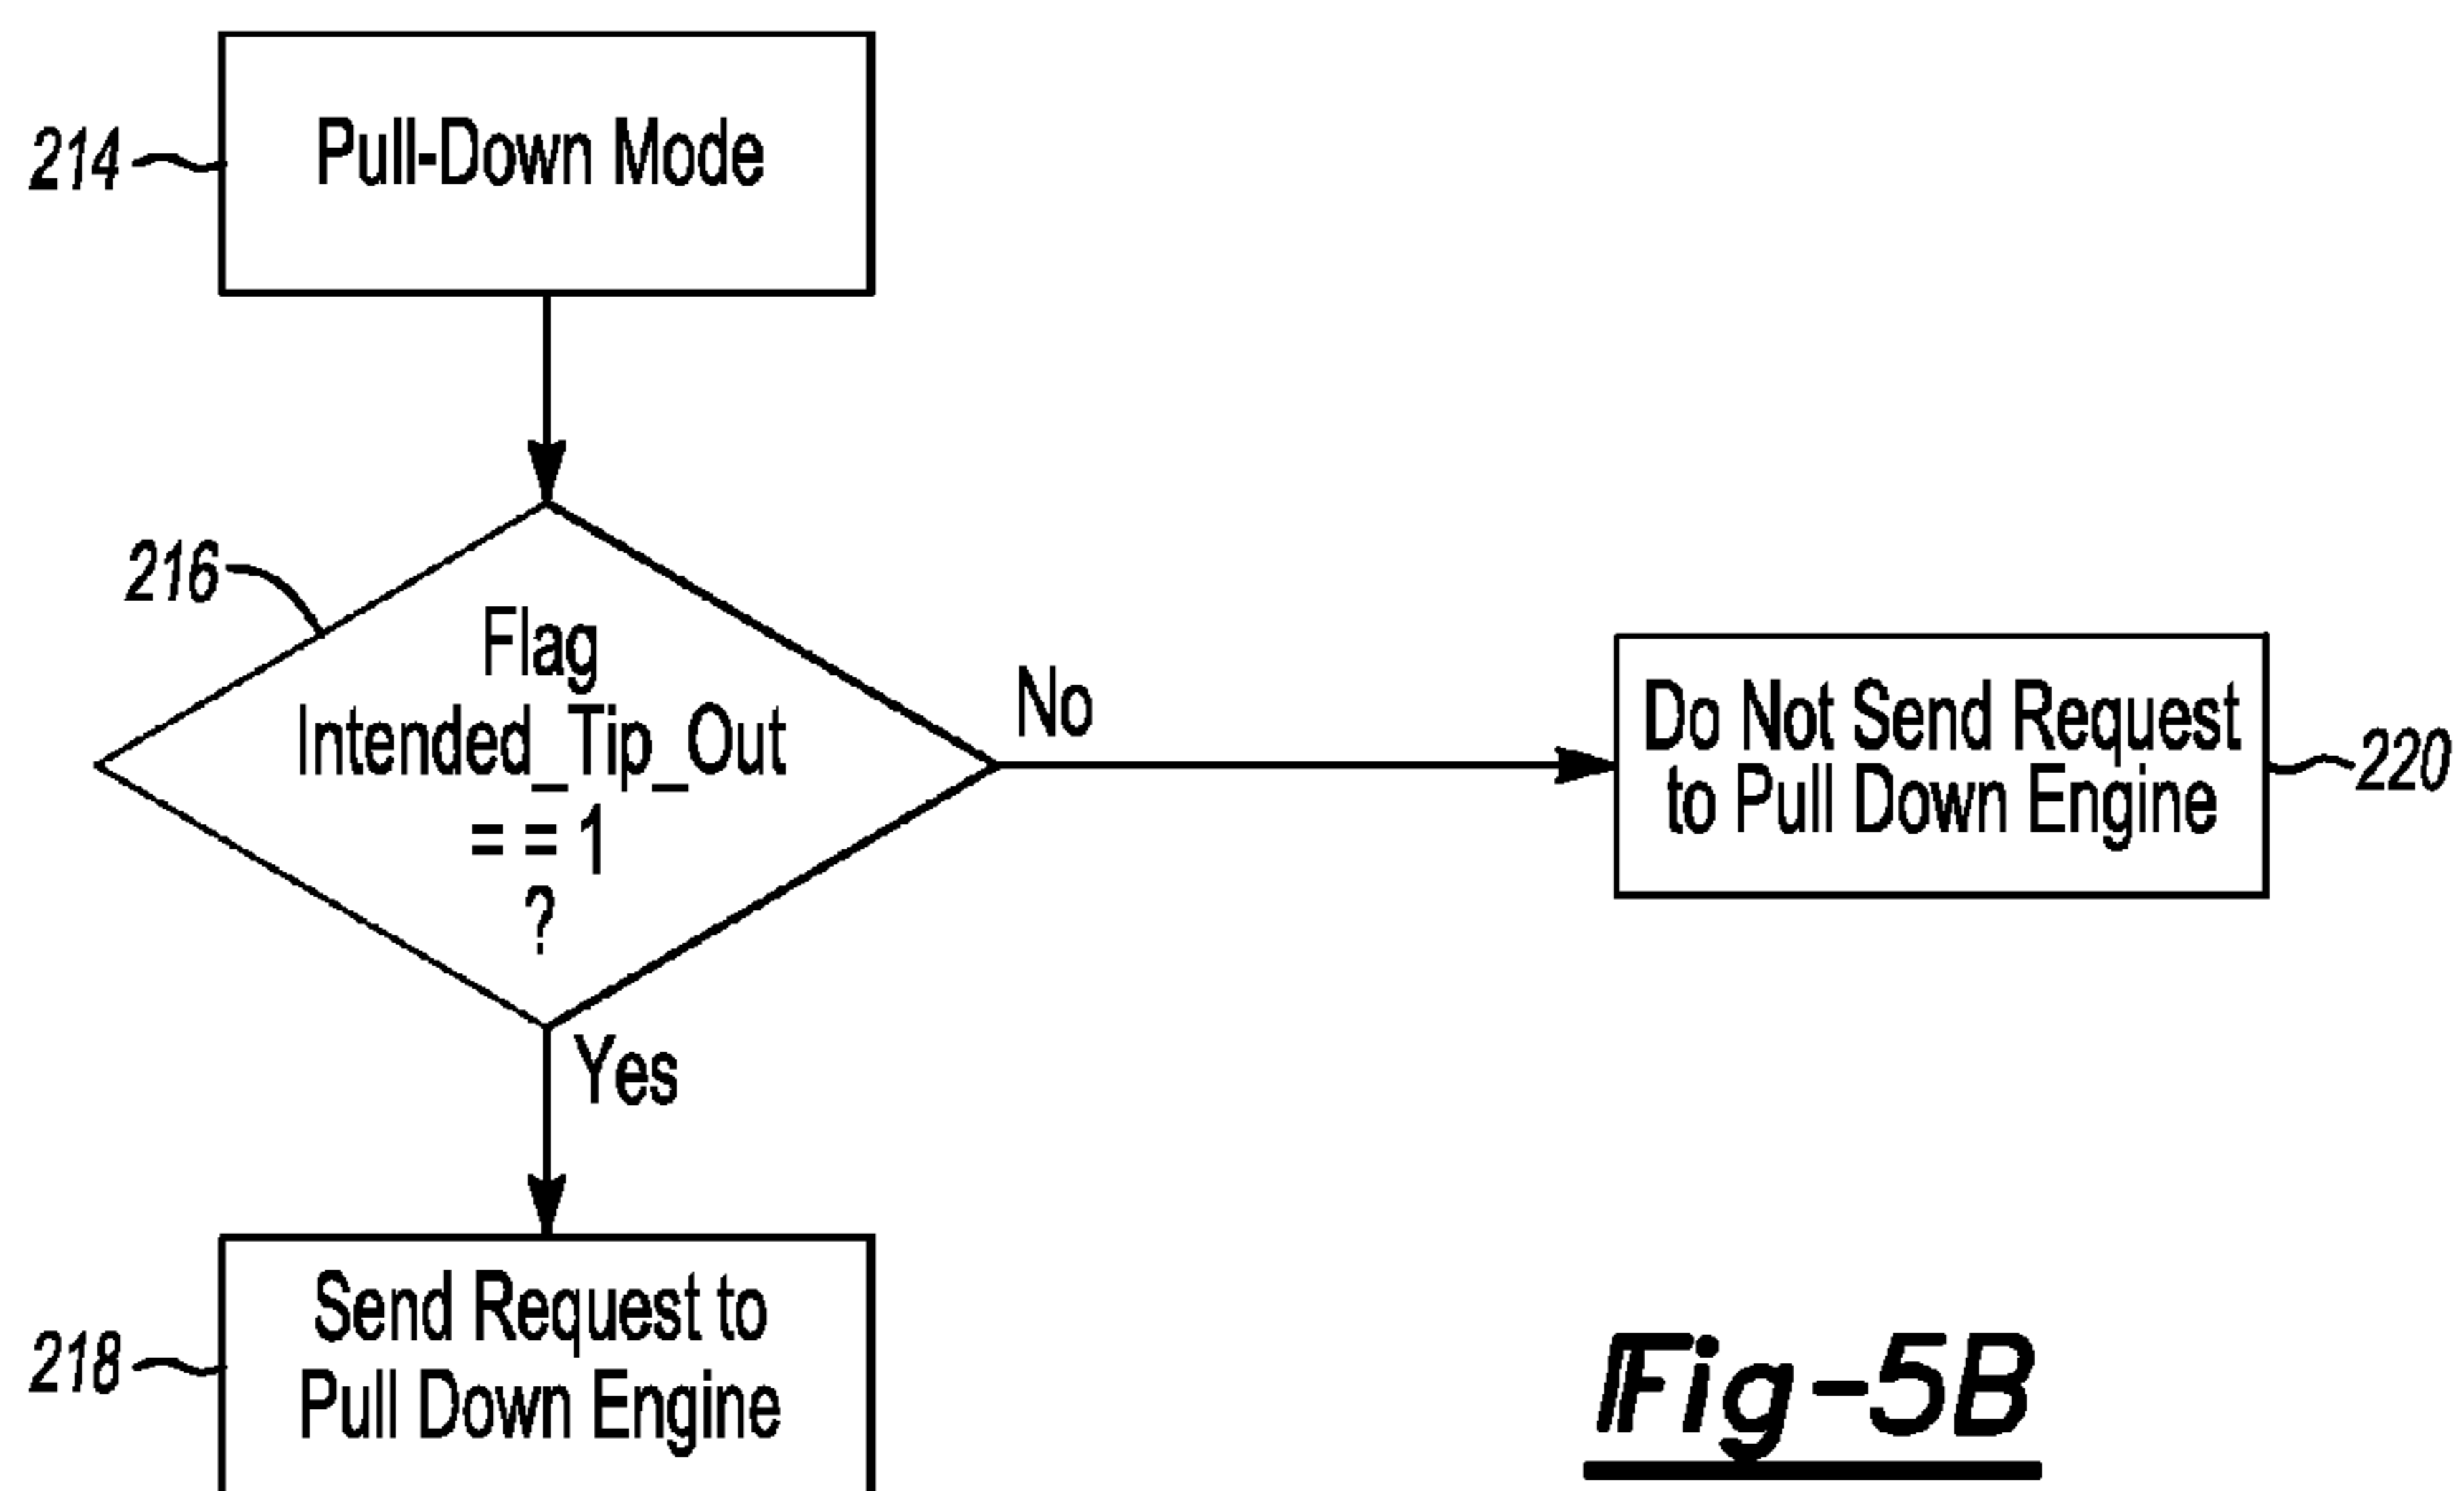 214
Pull-Down Mode
216
Flag
Intended_Tip_Out
= = 1
?
No
Do Not Send Request
to Pull Down Engine
220
Yes
218
Send Request to
Pull Down Engine
Fig-5B